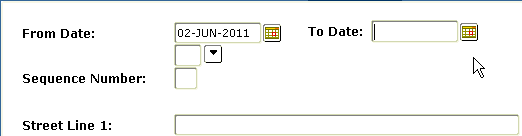 From Date: 02-JUN-2011 To Date:
Sequence Number:
Street Line 1: